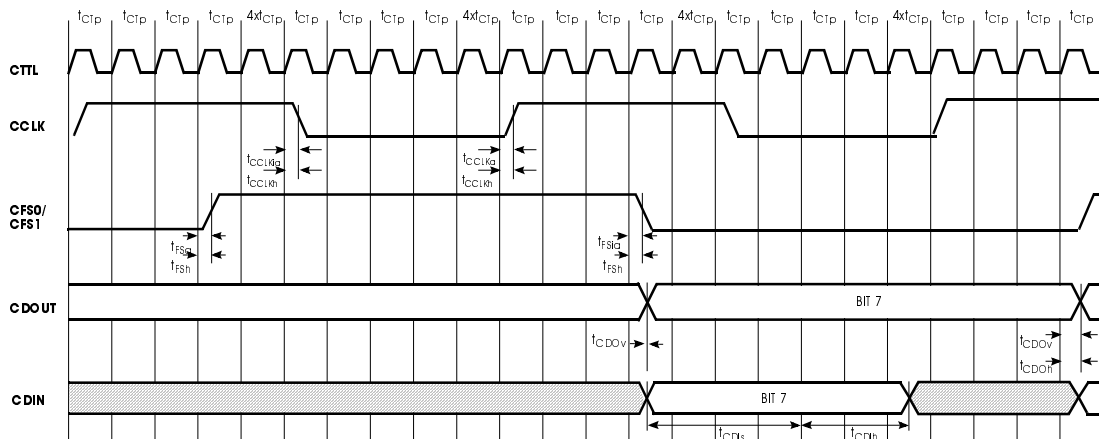 tCTp tCTp tCTp tCTp 4xtCTp tCTp tCTp tCTp tCTp 4xtCTp tCTp tCTp tCTp tCTp 4xtCTp tCTp tCTp tCTp tCTp 4xtCTp tCTp tCTp tCTp tCTp
CTTL
CCLK
tCCLKia tCCLKa
tCCLKh tCCLKh
CFS0/
CFS1
tFSa tFSia
tFSh tFSh
CDOUT BIT 7
tCDOv tCDOv
tCDOh
CDIN BIT 7
tCDIs tCDIh